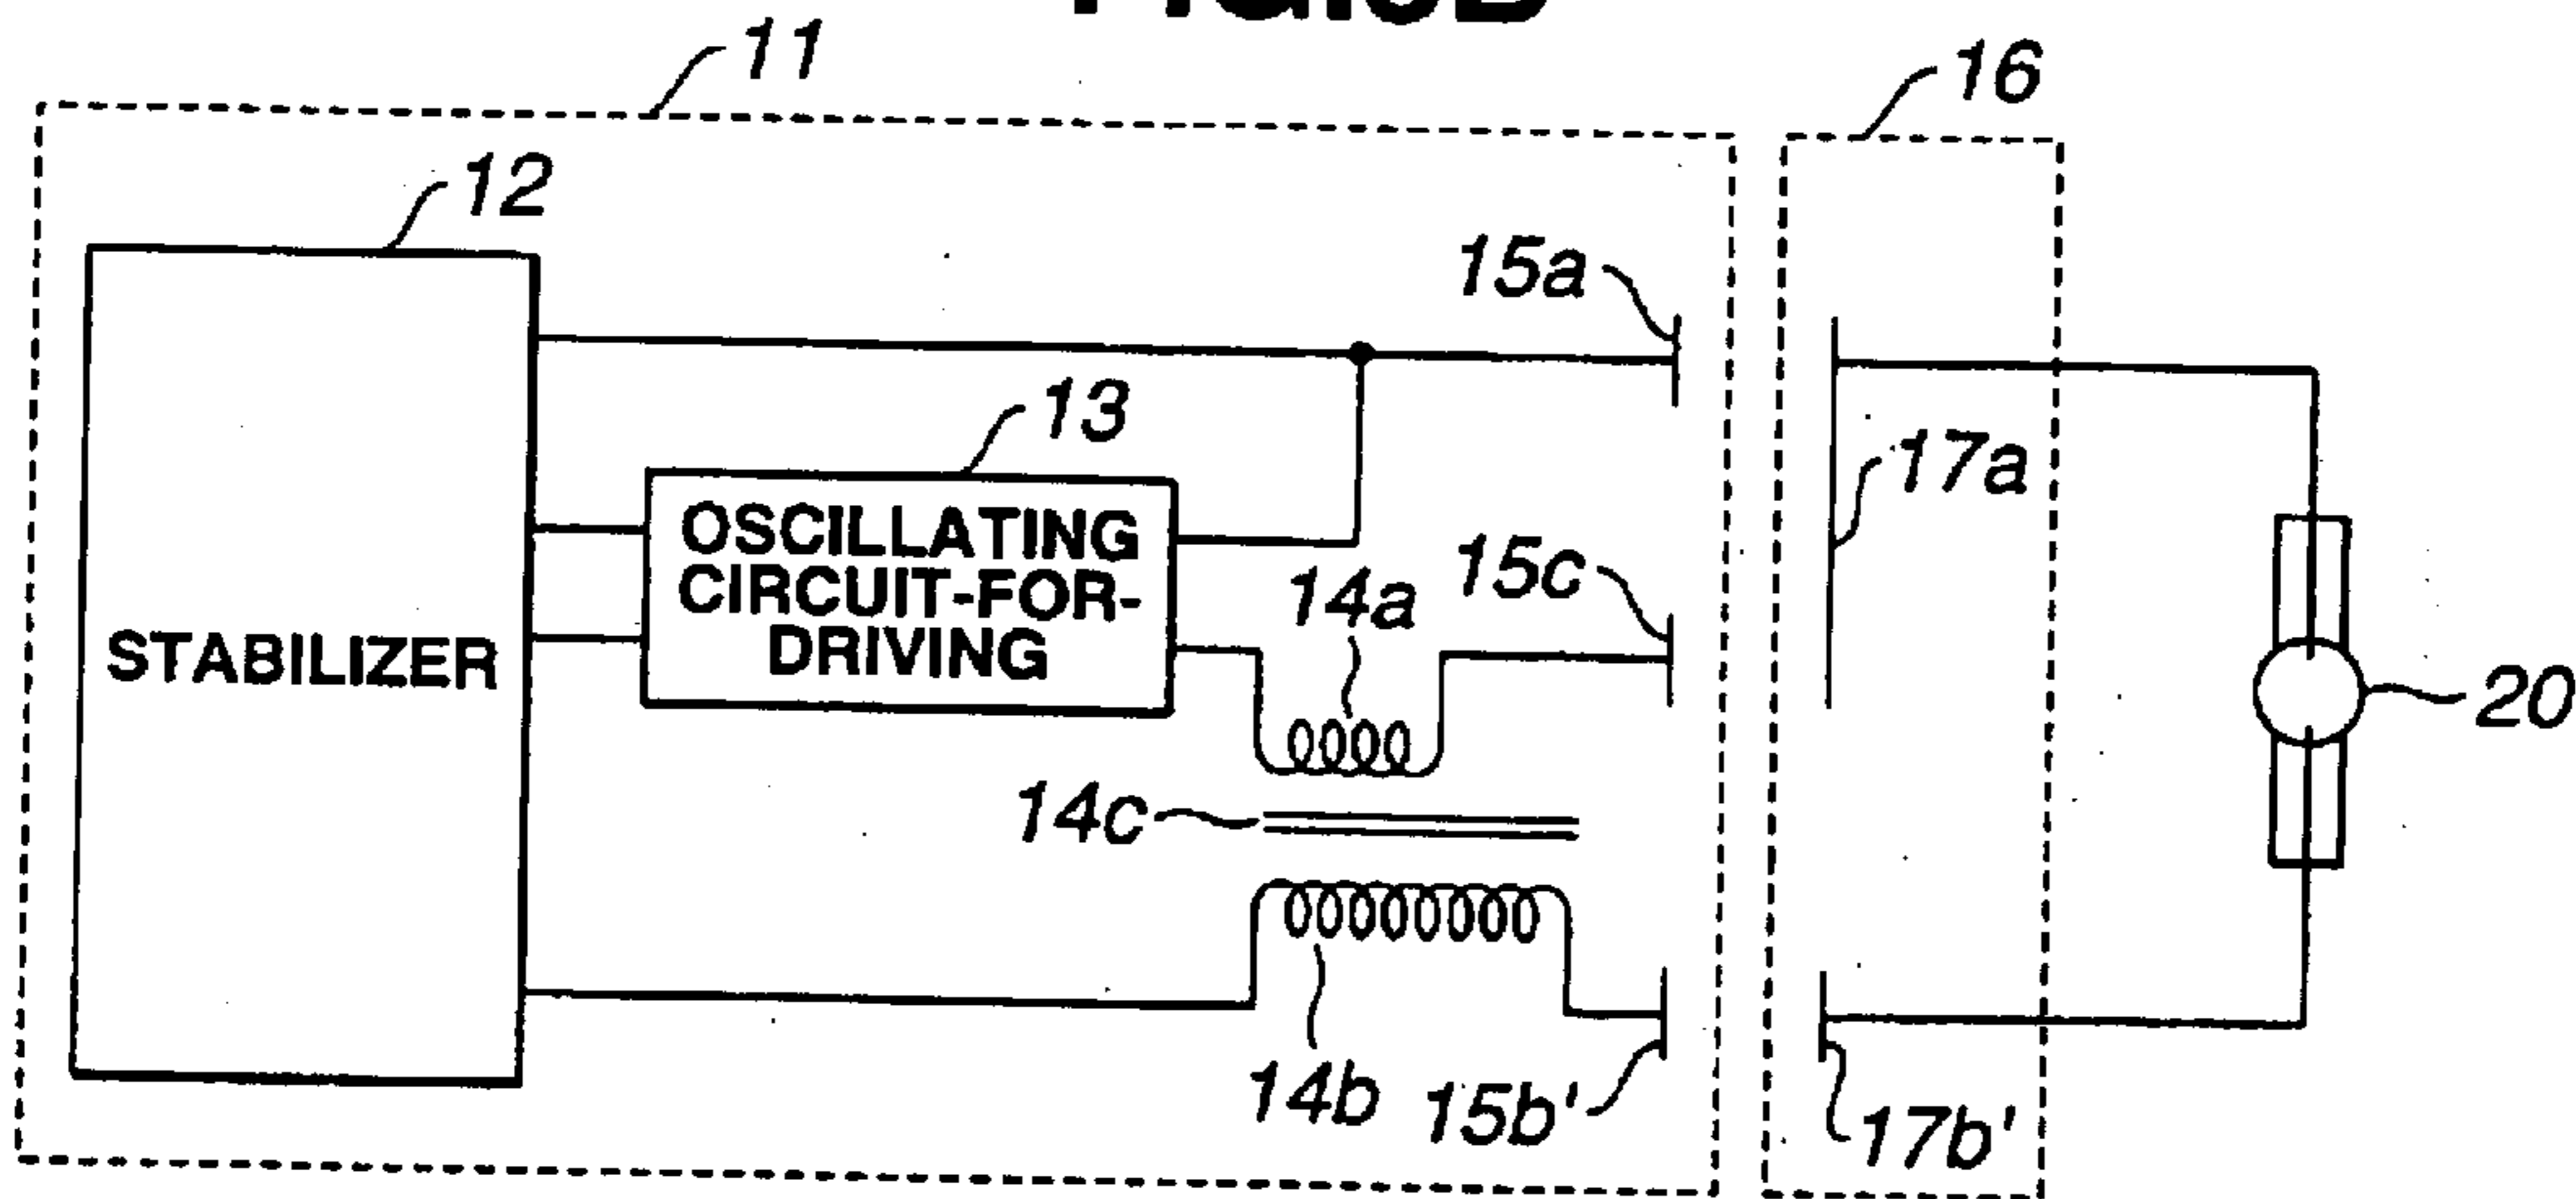 11
16
12
15a
13
17a
OSCILLATING
CIRCUIT-FOR-
DRIVING
15c
14a
STABILIZER
20
14c
14b
15b'
17b'